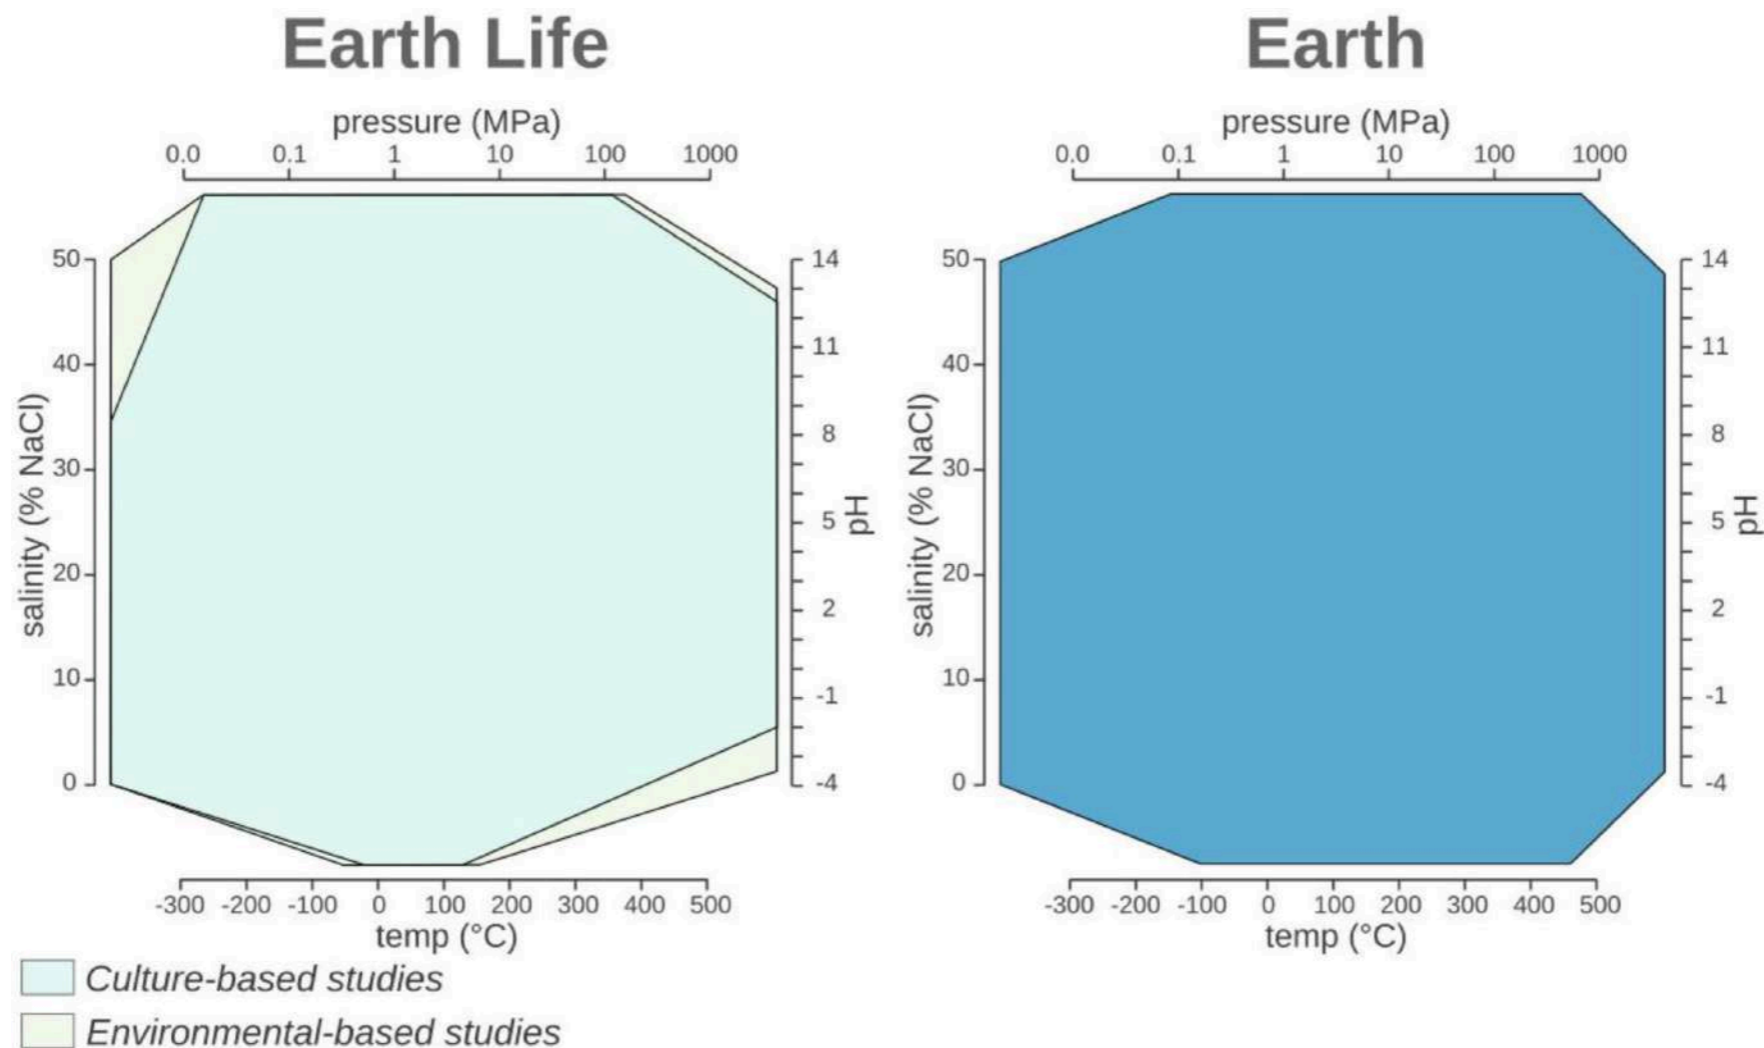 Earth Life
pressure (MPa)
0.0 0.1 1 10 100 1000
50
40
30
20
10
0
salinity (% NaCl)
14
11
8
5
2
-1
-4
pH
-300 -200 -100 0 100 200 300 400 500
temp (°C)
Culture-based studies
Environmental-based studies
Earth
pressure (MPa)
0.0 0.1 1 10 100 1000
50
40
30
20
10
0
salinity (% NaCl)
14
11
8
5
2
-1
-4
pH
-300 -200 -100 0 100 200 300 400 500
temp (°C)